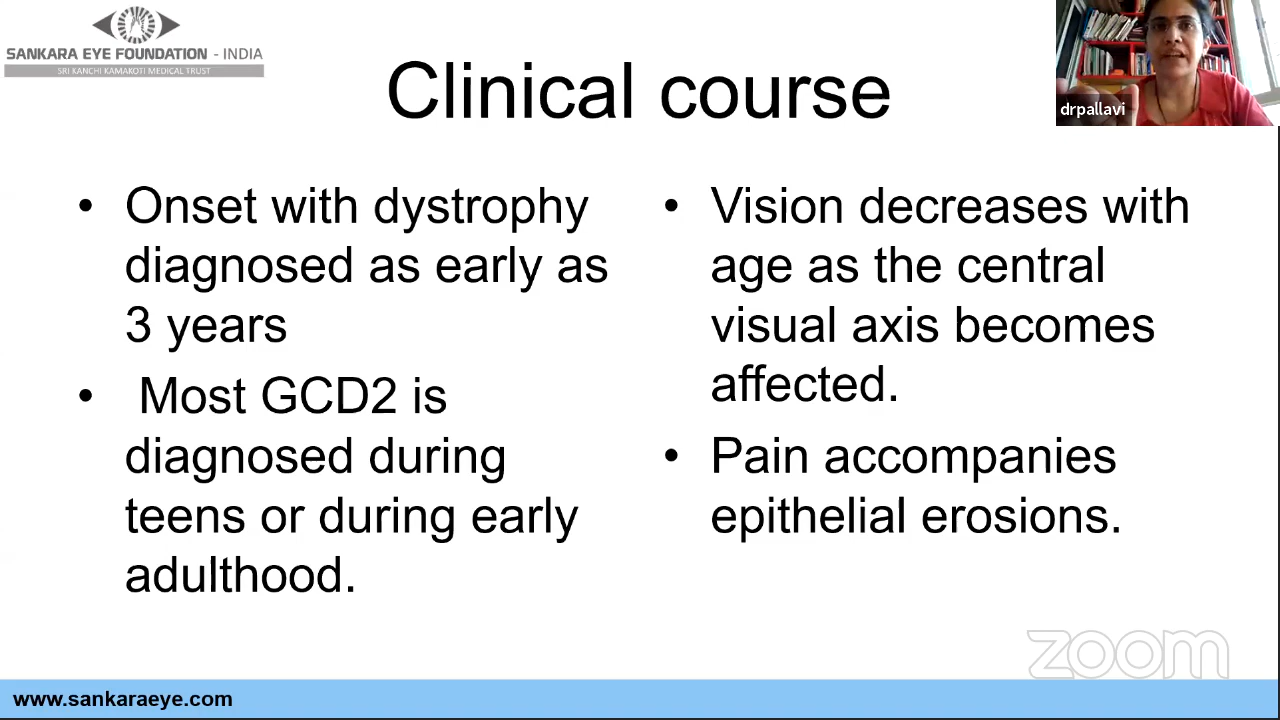 SANKARA EYE FOUNDATION - INDIA
SRI KANCHI KAMAKOTI MEDICAL TRUST
Clinical course
drpallavi
• Onset with dystrophy
diagnosed as early as
3 years
• Most GCD2 is
diagnosed during
teens or during early
adulthood.
• Vision decreases with
age as the central
visual axis becomes
affected.
• Pain accompanies
epithelial erosions.
zoom
www.sankaraeye.com